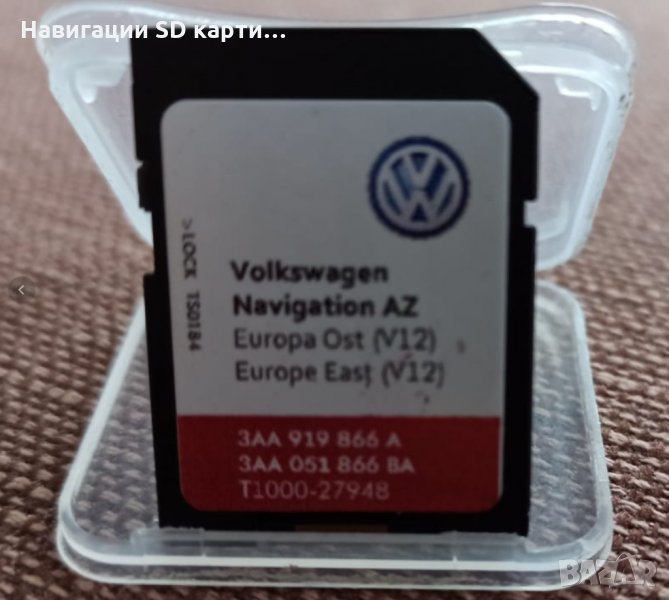 Навигации SD карти...
>LOCK TS0184
Volkswagen
Navigation AZ
Europa Ost (V12)
Europe East (V12)
3AA 919 866 A
3AA 051 866 BA
T1000-27948
BAZAR